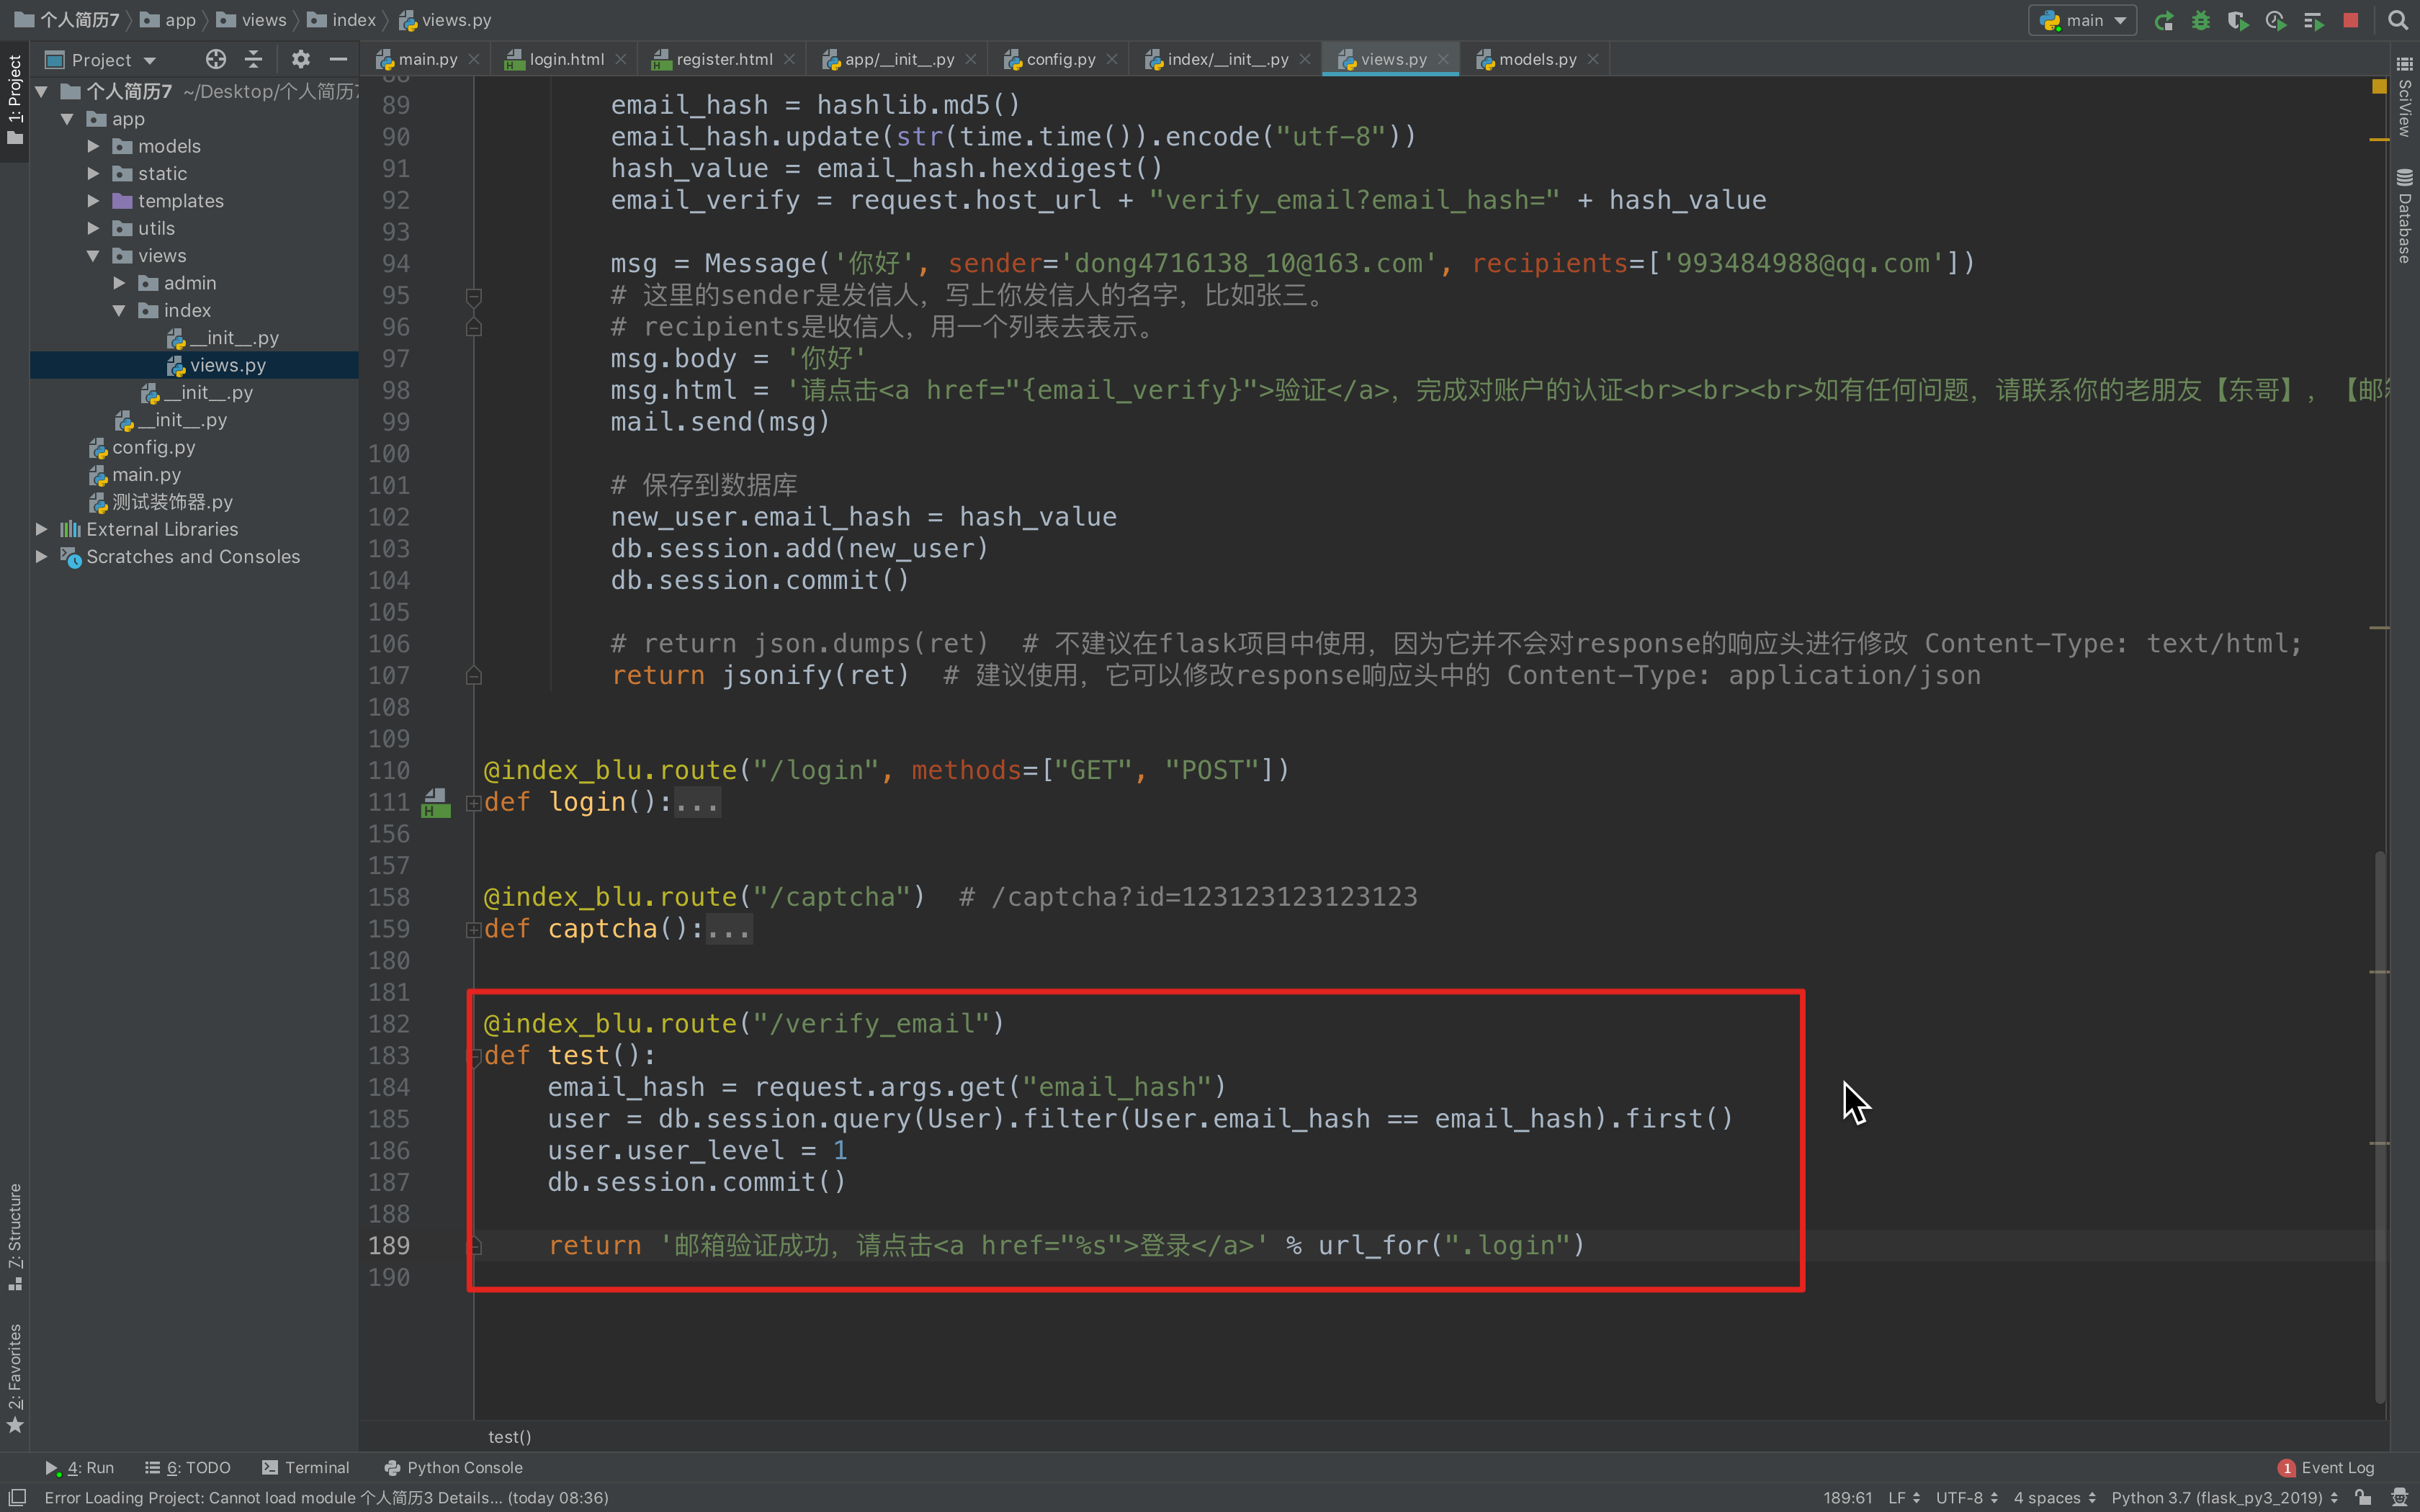 个人简历7 app views index views.py main
Project main.py login.html register.html app/__init__.py config.py index/__init__.py views.py models.py
1: Project
SciView
Database
7: Structure
2: Favorites
个人简历7 ~/Desktop/个人简历7
app
models
static
templates
utils
views
admin
index
__init__.py
views.py
__init__.py
__init__.py
config.py
main.py
测试装饰器.py
External Libraries
Scratches and Consoles
89 email_hash = hashlib.md5()
90 email_hash.update(str(time.time()).encode("utf-8"))
91 hash_value = email_hash.hexdigest()
92 email_verify = request.host_url + "verify_email?email_hash=" + hash_value
93
94 msg = Message('你好', sender='dong4716138_10@163.com', recipients=['993484988@qq.com'])
95 # 这里的sender是发信人，写上你发信人的名字，比如张三。
96 # recipients是收信人，用一个列表去表示。
97 msg.body = '你好'
98 msg.html = '请点击<a href="{email_verify}">验证</a>，完成对账户的认证<br><br><br>如有任何问题，请联系你的老朋友【东哥】，【邮
99 mail.send(msg)
100
101 # 保存到数据库
102 new_user.email_hash = hash_value
103 db.session.add(new_user)
104 db.session.commit()
105
106 # return json.dumps(ret)  # 不建议在flask项目中使用，因为它并不会对response的响应头进行修改 Content-Type: text/html;
107 return jsonify(ret)  # 建议使用，它可以修改response响应头中的 Content-Type: application/json
108
109
110 @index_blu.route("/login", methods=["GET", "POST"])
111 def login():...
156
157
158 @index_blu.route("/captcha")  # /captcha?id=123123123123123
159 def captcha():...
180
181
182 @index_blu.route("/verify_email")
183 def test():
184 email_hash = request.args.get("email_hash")
185 user = db.session.query(User).filter(User.email_hash == email_hash).first()
186 user.user_level = 1
187 db.session.commit()
188
189 return '邮箱验证成功，请点击<a href="%s">登录</a>' % url_for(".login")
190
test()
4: Run 6: TODO Terminal Python Console 1 Event Log
Error Loading Project: Cannot load module 个人简历3 Details... (today 08:36) 189:61 LF UTF-8 4 spaces Python 3.7 (flask_py3_2019)